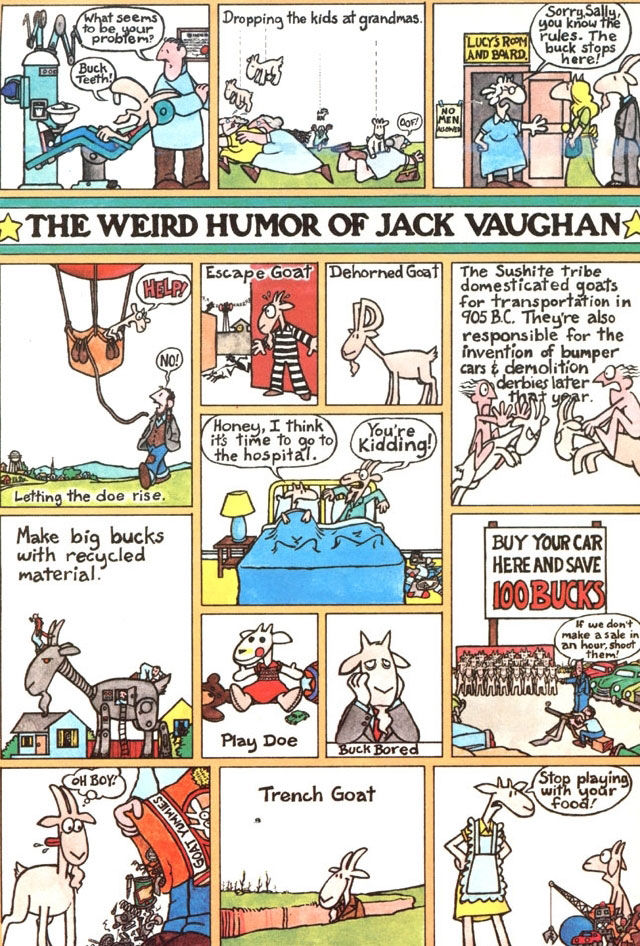 What seems
to be your
problem?
Buck
Teeth!
Dropping the kids at grandmas.
OOF!
Sorry, Sally,
you know the
rules. The
buck stops
here!
LUCY'S ROOM
AND BOARD
NO
MEN
ALLOWED
THE WEIRD HUMOR OF JACK VAUGHAN
HELP!
NO!
Letting the doe rise.
Escape Goat
Dehorned Goat
The Sushite tribe
domesticated goats
for transportation in
905 B.C. They're also
responsible for the
invention of bumper
cars & demolition
derbies later
that year.
Honey, I think
it's time to go to
the hospital.
You're
Kidding!
Make big bucks
with recycled
material.
Play Doe
Buck Bored
BUY YOUR CAR
HERE AND SAVE
100 BUCKS
If we don't
make a sale in
an hour, shoot
them!
OH BOY!
GOAT YUMMIES
Trench Goat
Stop playing
with your
food!